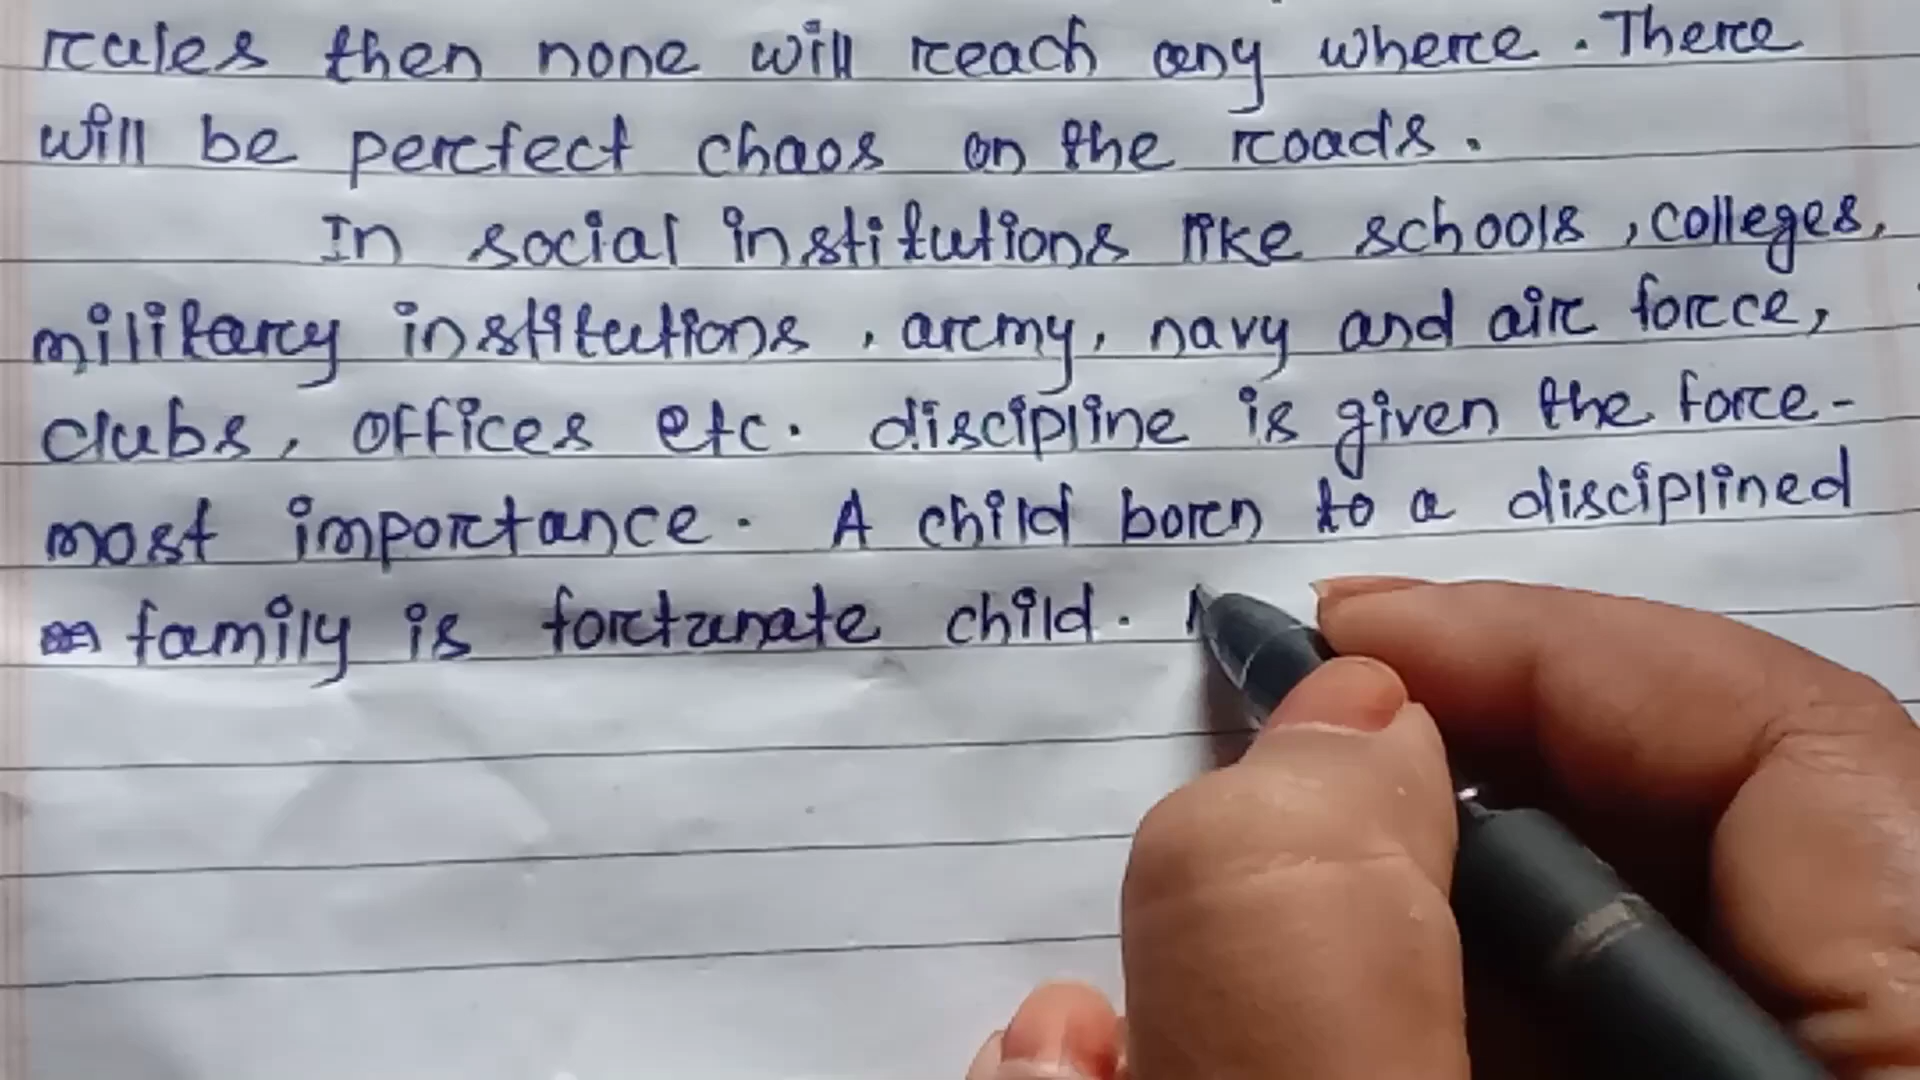 rules then none will reach any where. There
will be perfect chaos on the roads.
In social institutions like schools, colleges,
military institutions, army, navy and air force,
clubs, offices etc. discipline is given the force-
most importance. A child born to a disciplined
family is fortunate child.